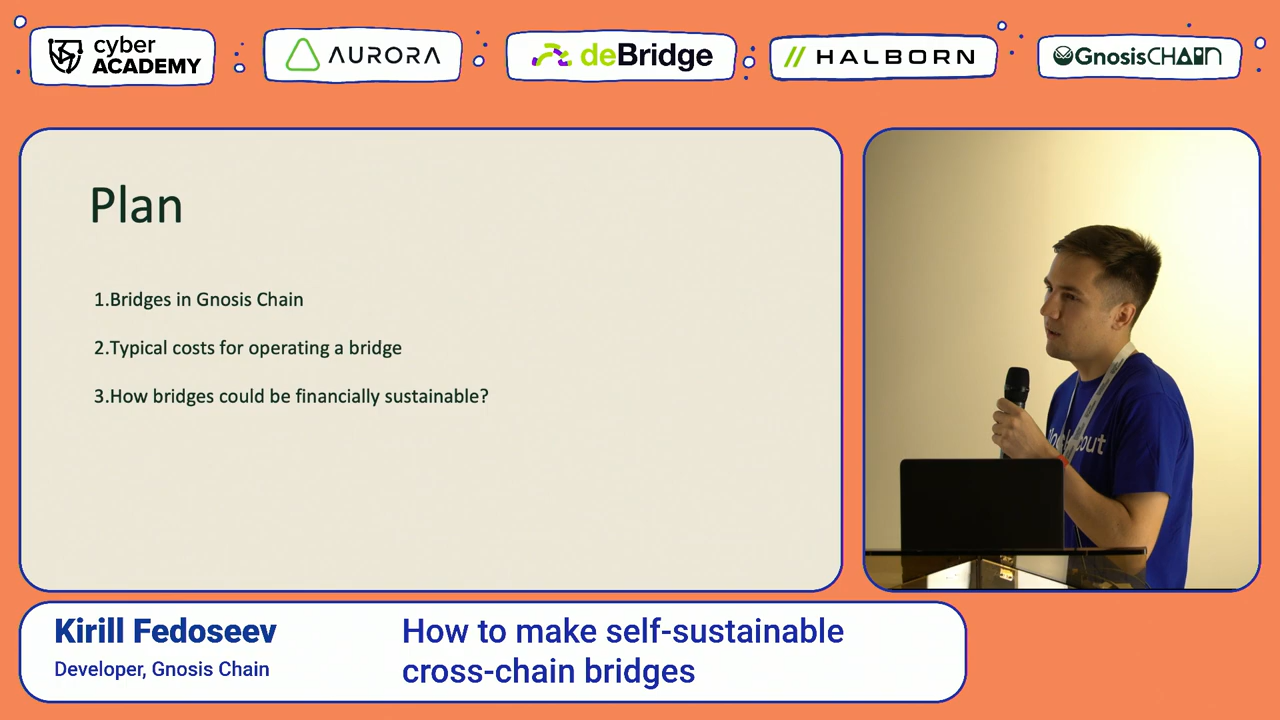 cyber
ACADEMY
AURORA
deBridge
HALBORN
GnosisCHAIN
Plan
1.Bridges in Gnosis Chain
2.Typical costs for operating a bridge
3.How bridges could be financially sustainable?
Kirill Fedoseev
Developer, Gnosis Chain
How to make self-sustainable
cross-chain bridges